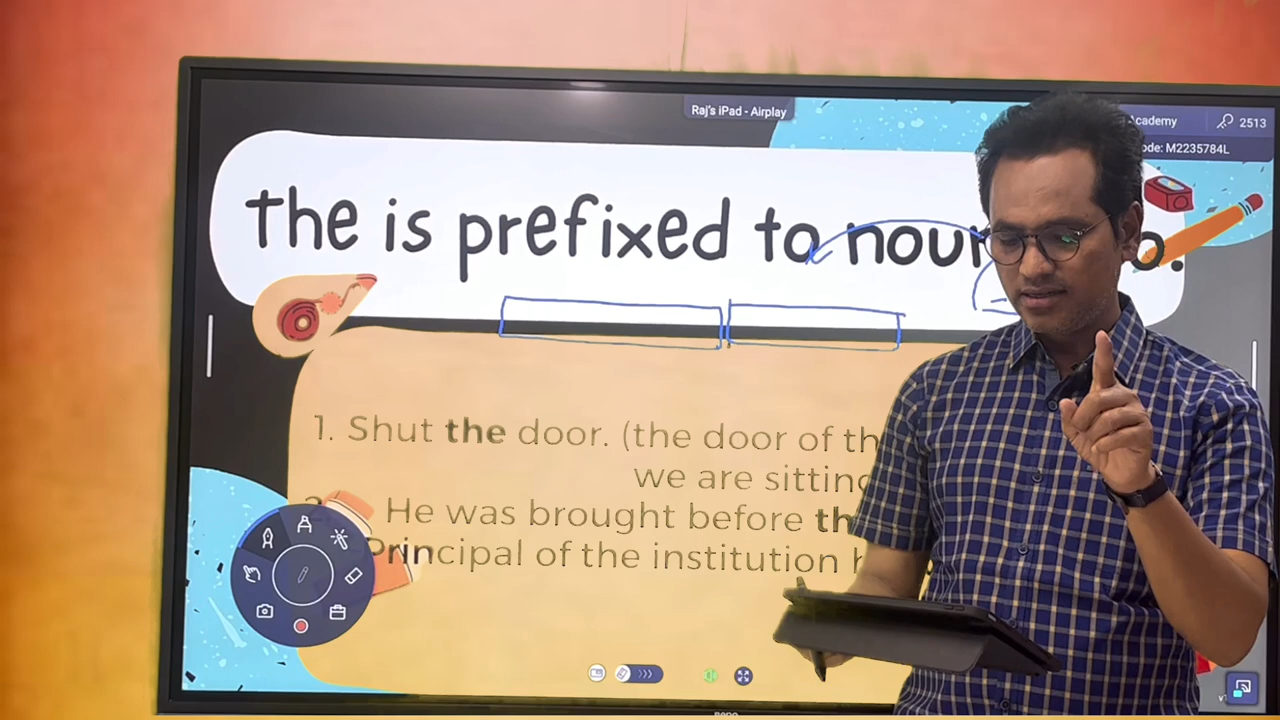 Raj's iPad - Airplay
Academy
2513
ode: M2235784L
the is prefixed to noun
1. Shut the door. (the door of th
we are sitting
2. He was brought before th
Principal of the institution h